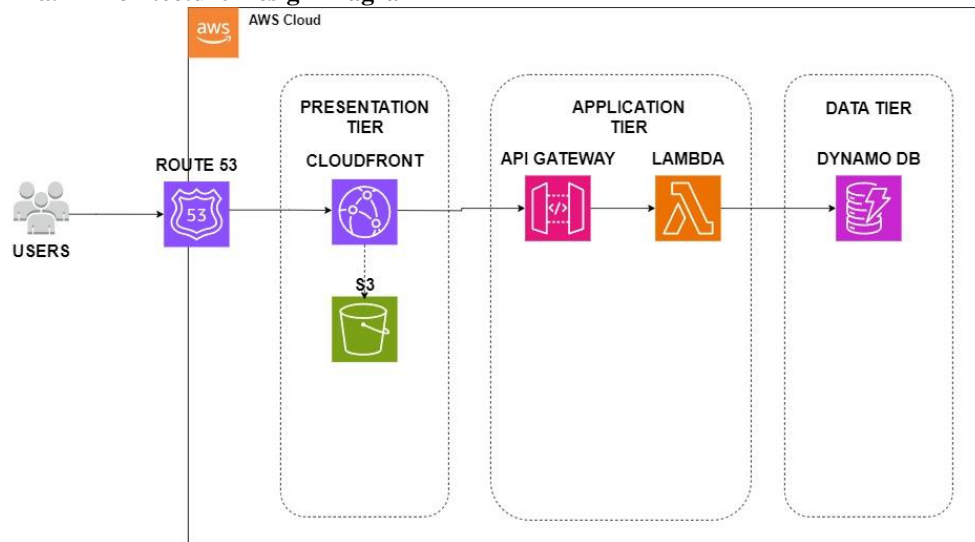 aws
AWS Cloud
PRESENTATION
TIER
APPLICATION
TIER
DATA TIER
ROUTE 53
CLOUDFRONT
API GATEWAY
LAMBDA
DYNAMO DB
53
</>
USERS
S3